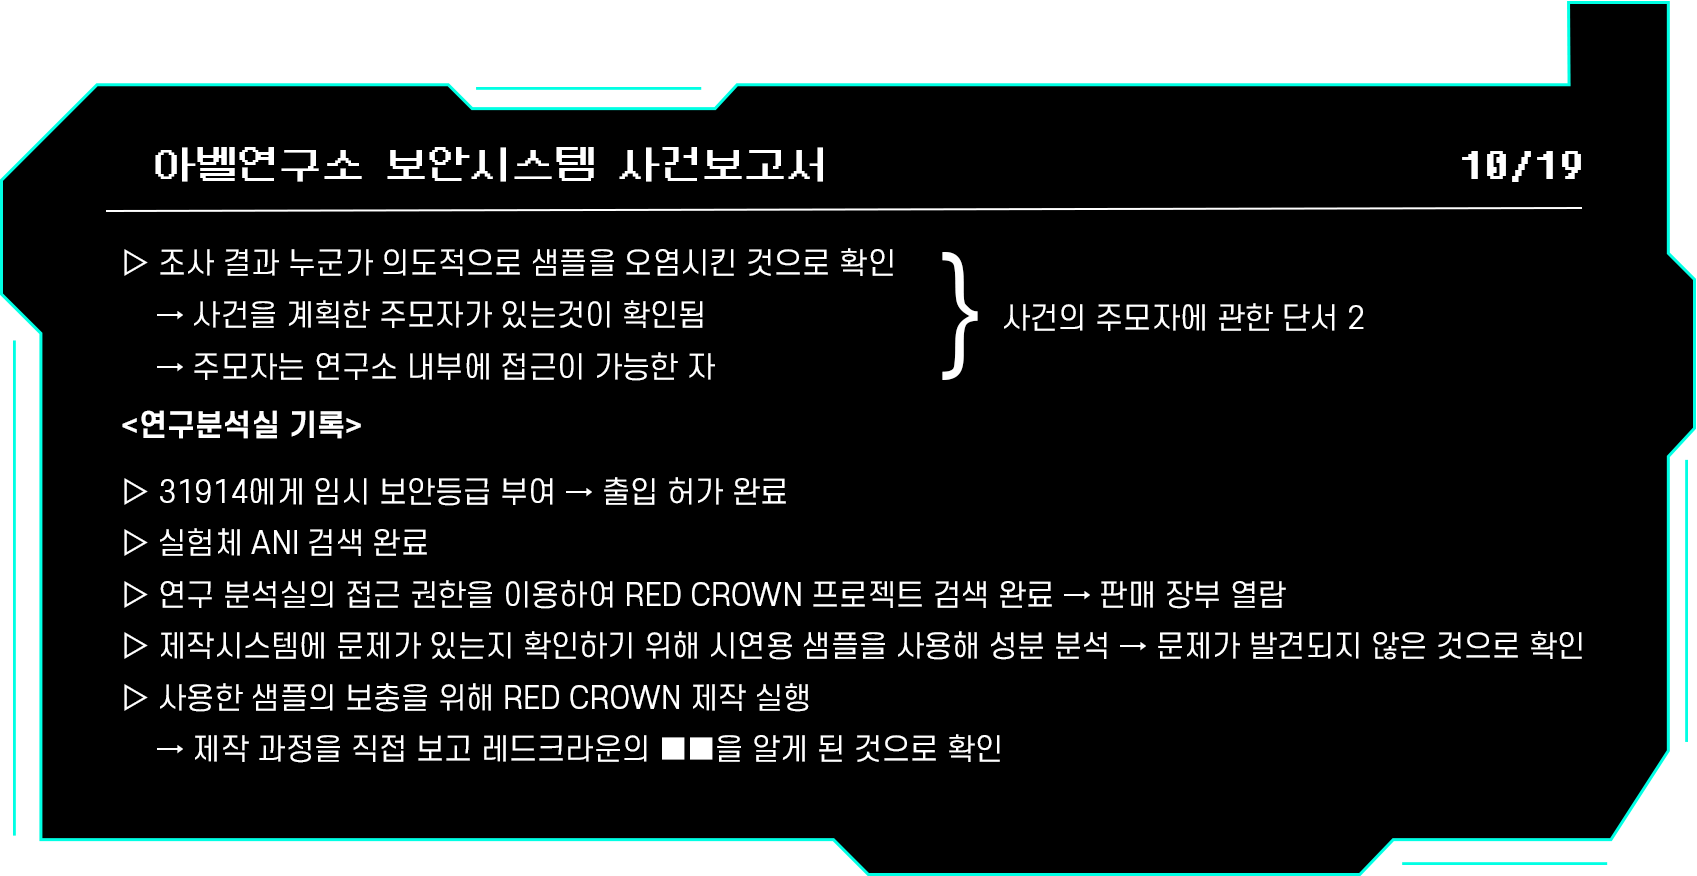 아벨연구소 보안시스템 사건보고서 10/19
▷ 조사 결과 누군가 의도적으로 샘플을 오염시킨 것으로 확인
→ 사건을 계획한 주모자가 있는것이 확인됨
→ 주모자는 연구소 내부에 접근이 가능한 자
} 사건의 주모자에 관한 단서 2
<연구분석실 기록>
▷ 31914에게 임시 보안등급 부여 → 출입 허가 완료
▷ 실험체 ANI 검색 완료
▷ 연구 분석실의 접근 권한을 이용하여 RED CROWN 프로젝트 검색 완료 → 판매 장부 열람
▷ 제작시스템에 문제가 있는지 확인하기 위해 시연용 샘플을 사용해 성분 분석 → 문제가 발견되지 않은 것으로 확인
▷ 사용한 샘플의 보충을 위해 RED CROWN 제작 실행
→ 제작 과정을 직접 보고 레드크라운의 ■■을 알게 된 것으로 확인